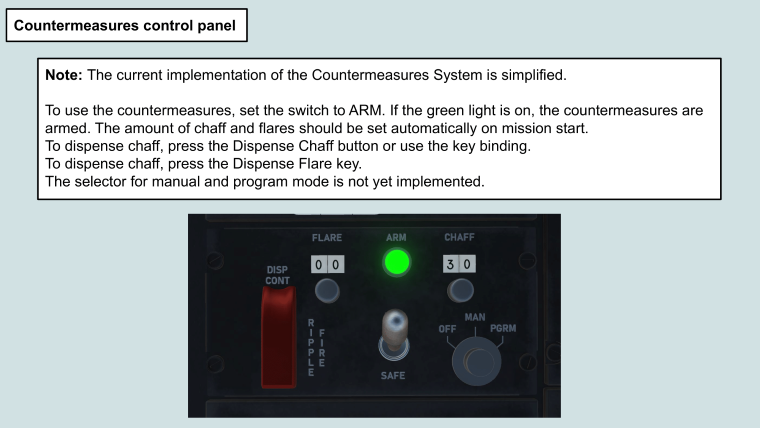 Countermeasures control panel
Note: The current implementation of the Countermeasures System is simplified.
To use the countermeasures, set the switch to ARM. If the green light is on, the countermeasures are
armed. The amount of chaff and flares should be set automatically on mission start.
To dispense chaff, press the Dispense Chaff button or use the key binding.
To dispense chaff, press the Dispense Flare key.
The selector for manual and program mode is not yet implemented.
FLARE ARM CHAFF
0 0 3 0
DISP
CONT
RIPPLE
FIRE
MAN
OFF PGRM
SAFE